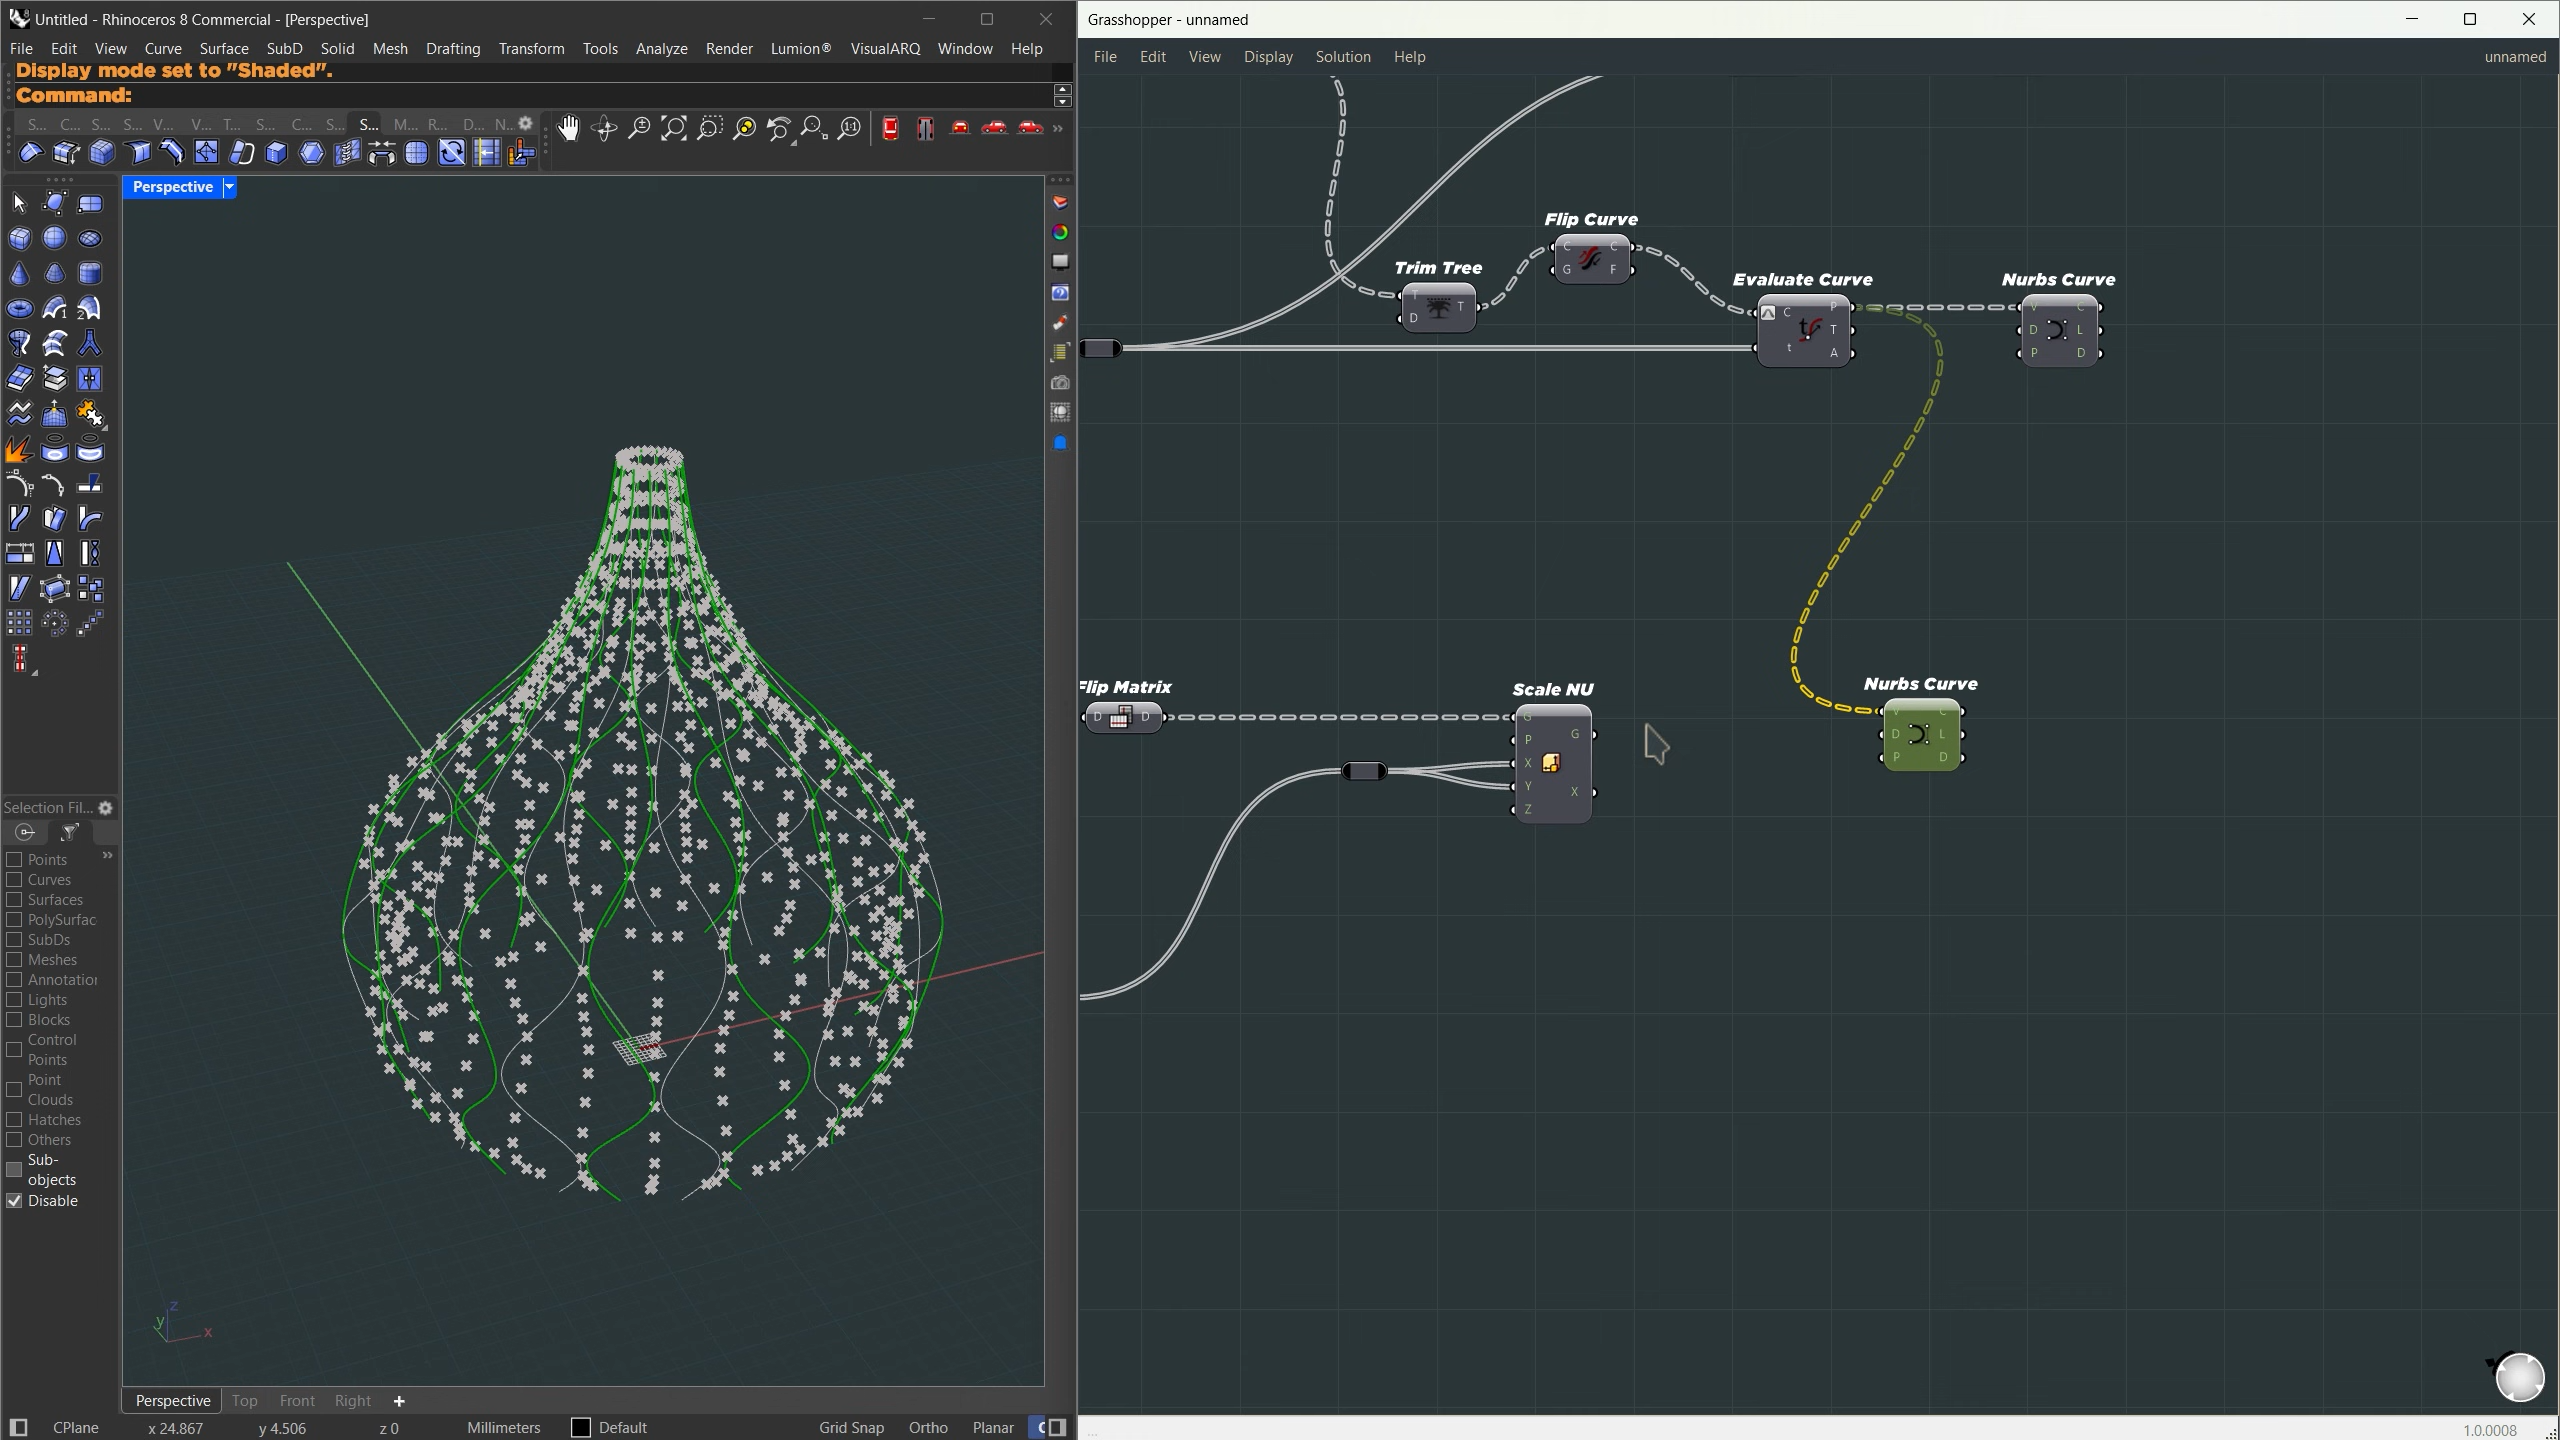 Untitled - Rhinoceros 8 Commercial - [Perspective]
File Edit View Curve Surface SubD Solid Mesh Drafting Transform Tools Analyze Render Lumion® VisualARQ Window Help
Display mode set to "Shaded".
Command:
S... C... S... S... V... V... T... S... C... S... S... M... R... D... N...
Perspective
1
2
Selection Fil...
Points
Curves
Surfaces
PolySurfac
SubDs
Meshes
Annotation
Lights
Blocks
Control
Points
Point
Clouds
Hatches
Others
Sub-
objects
Disable
z
y
x
Perspective Top Front Right +
CPlane x 24.867 y 4.506 z 0 Millimeters Default Grid Snap Ortho Planar
Grasshopper - unnamed
File Edit View Display Solution Help unnamed
Flip Curve
C C
G F
Trim Tree
T T
D
Evaluate Curve
C P
T
t A
Nurbs Curve
V C
D L
P D
Flip Matrix
D D
Scale NU
G
P G
X
Y X
Z
Nurbs Curve
V C
D L
P D
...
1.0.0008